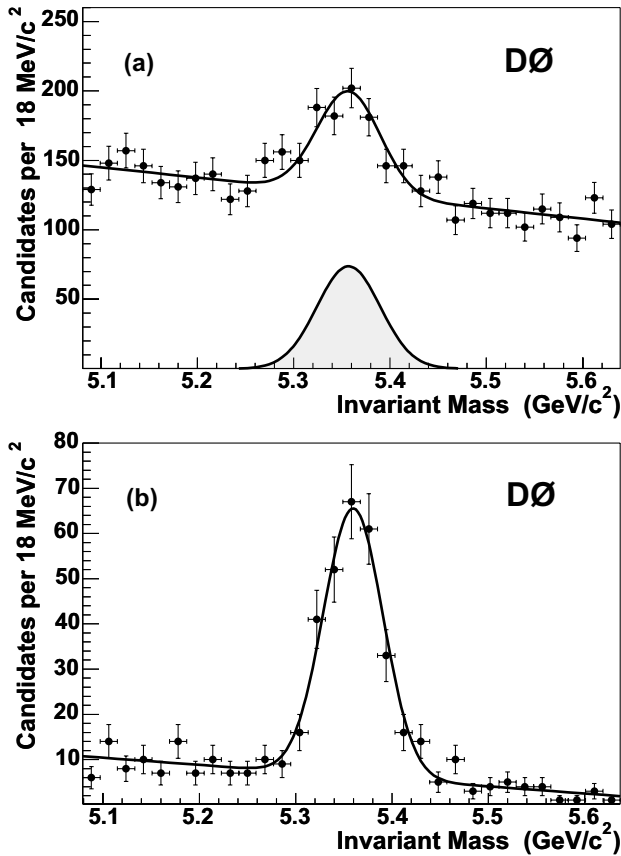 Candidates per 18 MeV/c²
250
200
150
100
50
(a)
DØ
5.1 5.2 5.3 5.4 5.5 5.6
Invariant Mass (GeV/c²)
Candidates per 18 MeV/c²
80
70
60
50
40
30
20
10
(b)
DØ
5.1 5.2 5.3 5.4 5.5 5.6
Invariant Mass (GeV/c²)